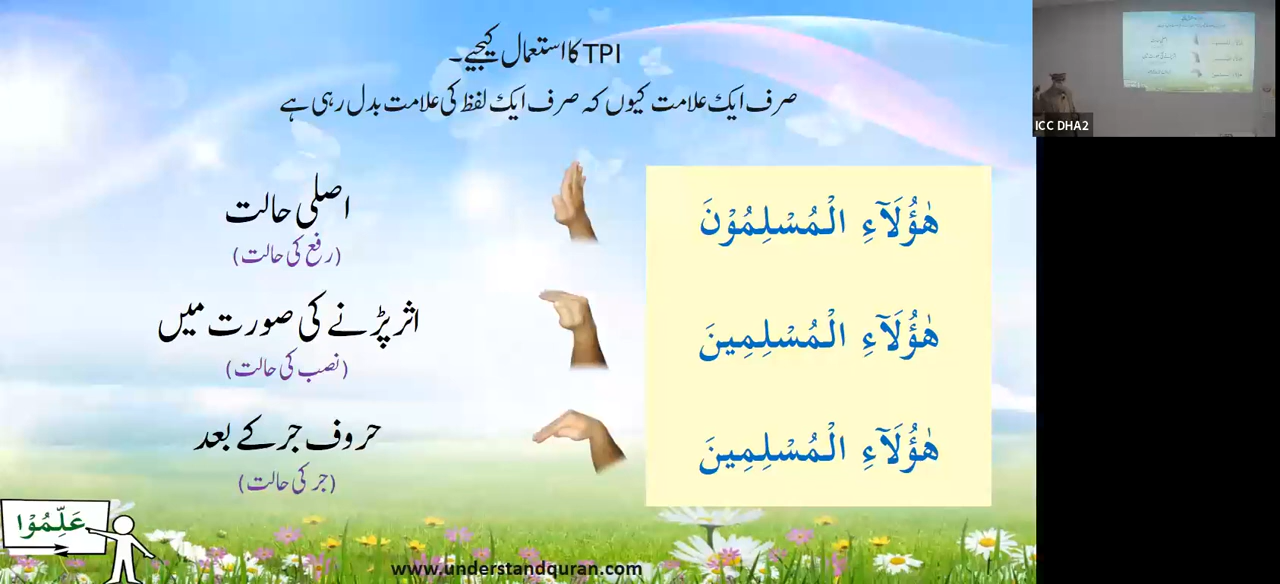 TPI کا استعمال کیجیے۔
صرف ایک علامت کیوں کہ صرف ایک لفظ کی علامت بدل رہی ہے
هٰؤُلَآءِ الْمُسْلِمُوْنَ
اصلی حالت
(رفع کی حالت)
هٰؤُلَآءِ الْمُسْلِمِينَ
اثر پڑنے کی صورت میں
(نصب کی حالت)
هٰؤُلَآءِ الْمُسْلِمِينَ
حروف جر کے بعد
(جر کی حالت)
عَلِّمُوْا
www.understandquran.com
ICC DHA2